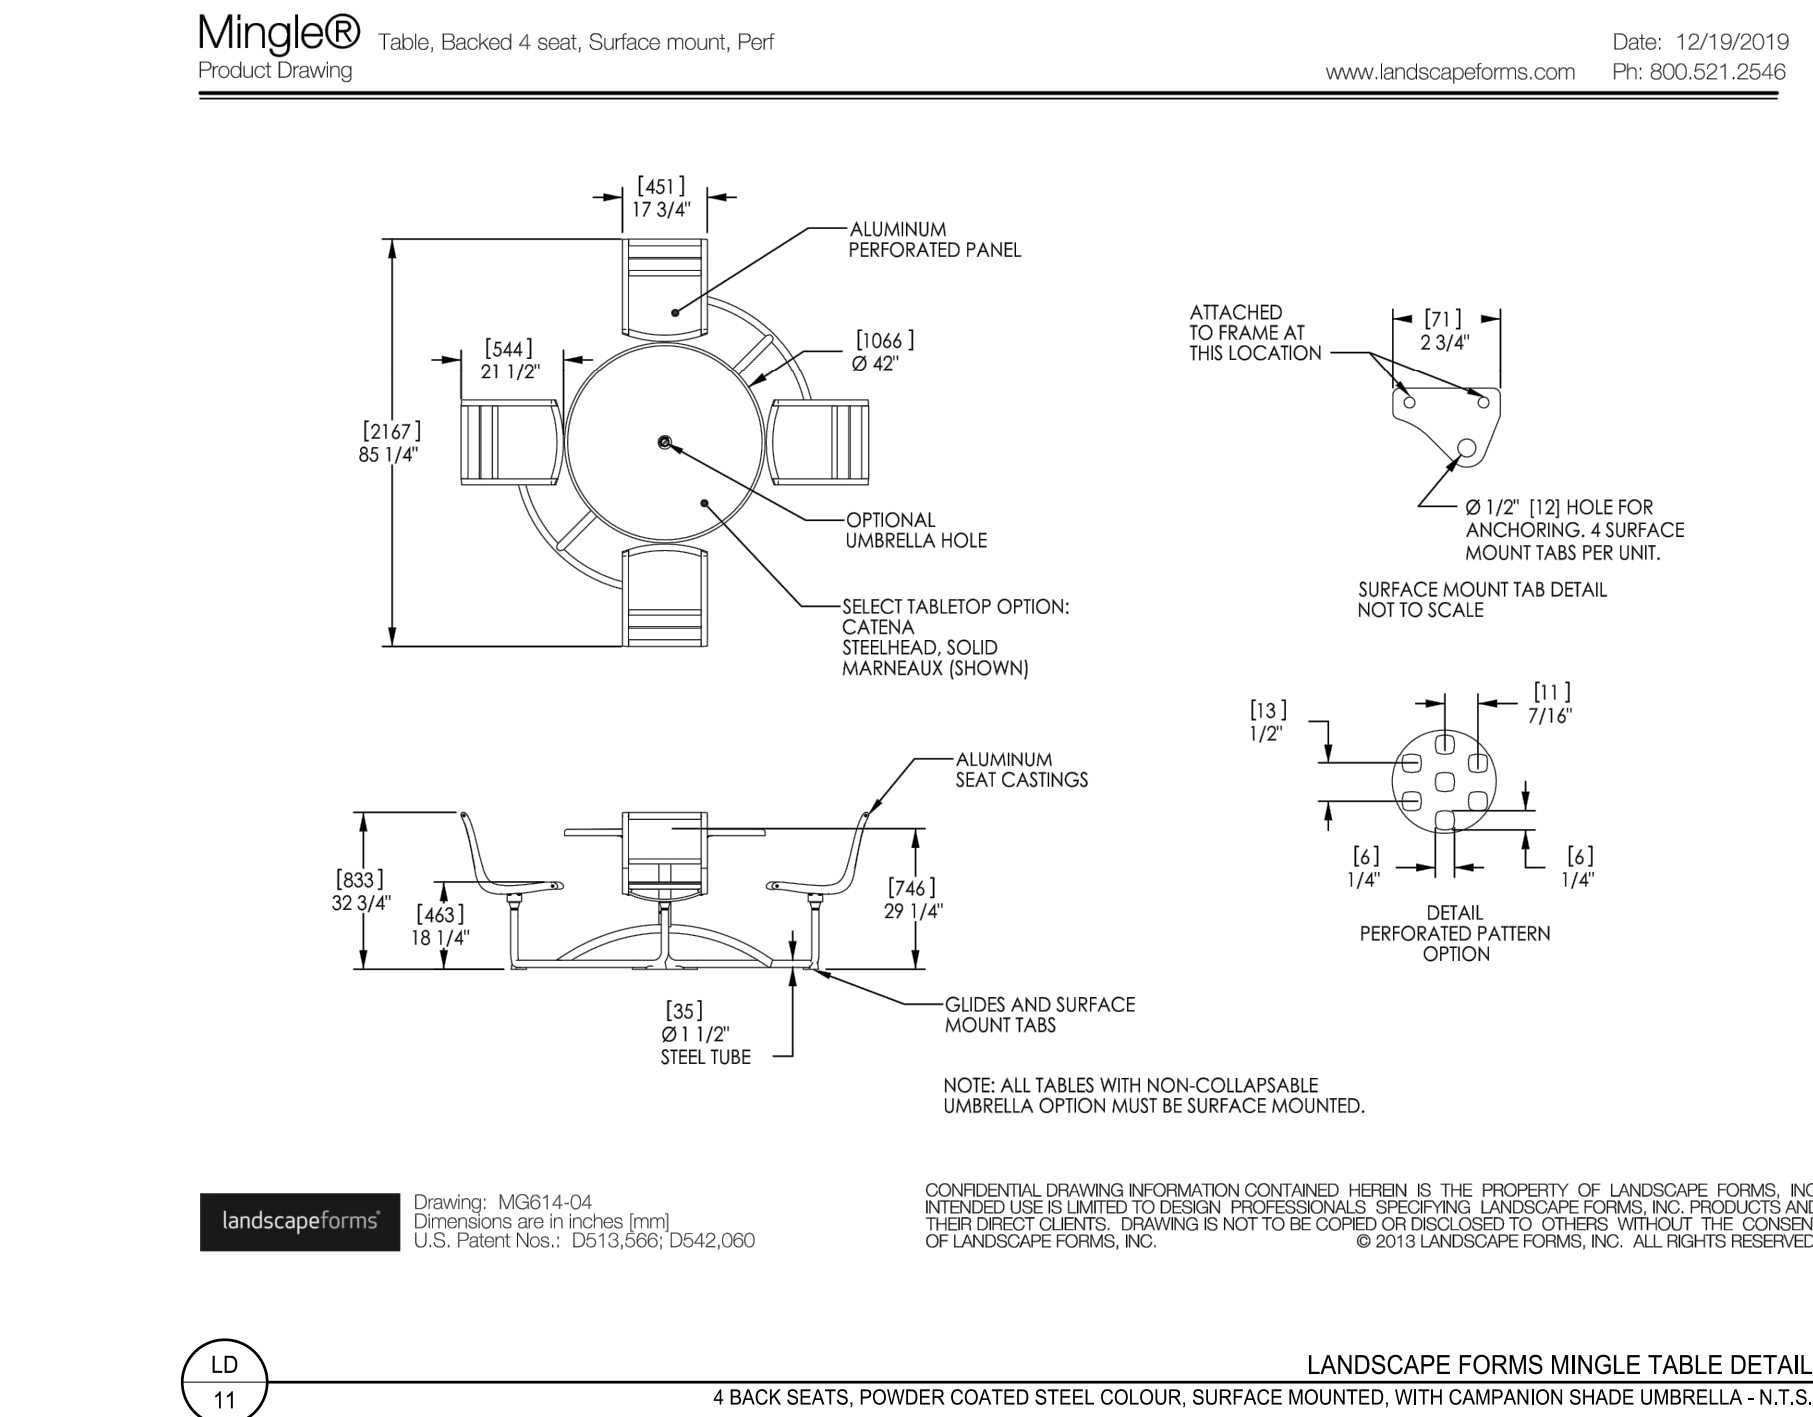 Mingle® Table, Backed 4 seat, Surface mount, Perf
Product Drawing
Date: 12/19/2019
www.landscapeforms.com Ph: 800.521.2546
[451]
17 3/4"
ALUMINUM
PERFORATED PANEL
[544]
21 1/2"
[1066 ]
Ø 42"
[2167]
85 1/4"
OPTIONAL
UMBRELLA HOLE
SELECT TABLETOP OPTION:
CATENA
STEELHEAD, SOLID
MARNEAUX (SHOWN)
ATTACHED
TO FRAME AT
THIS LOCATION
[71]
2 3/4"
Ø 1/2" [12] HOLE FOR
ANCHORING. 4 SURFACE
MOUNT TABS PER UNIT.
SURFACE MOUNT TAB DETAIL
NOT TO SCALE
[13]
1/2"
[11]
7/16"
[6]
1/4"
[6]
1/4"
DETAIL
PERFORATED PATTERN
OPTION
ALUMINUM
SEAT CASTINGS
[833]
32 3/4"
[463]
18 1/4"
[746]
29 1/4"
[35]
Ø1 1/2"
STEEL TUBE
GLIDES AND SURFACE
MOUNT TABS
NOTE: ALL TABLES WITH NON-COLLAPSABLE
UMBRELLA OPTION MUST BE SURFACE MOUNTED.
landscapeforms®
Drawing: MG614-04
Dimensions are in inches [mm]
U.S. Patent Nos.: D513,566; D542,060
CONFIDENTIAL DRAWING INFORMATION CONTAINED HEREIN IS THE PROPERTY OF LANDSCAPE FORMS, INC
INTENDED USE IS LIMITED TO DESIGN PROFESSIONALS SPECIFYING LANDSCAPE FORMS, INC. PRODUCTS AND
THEIR DIRECT CLIENTS. DRAWING IS NOT TO BE COPIED OR DISCLOSED TO OTHERS WITHOUT THE CONSEN
OF LANDSCAPE FORMS, INC. © 2013 LANDSCAPE FORMS, INC. ALL RIGHTS RESERVED
LD
11
LANDSCAPE FORMS MINGLE TABLE DETAIL
4 BACK SEATS, POWDER COATED STEEL COLOUR, SURFACE MOUNTED, WITH CAMPANION SHADE UMBRELLA - N.T.S.